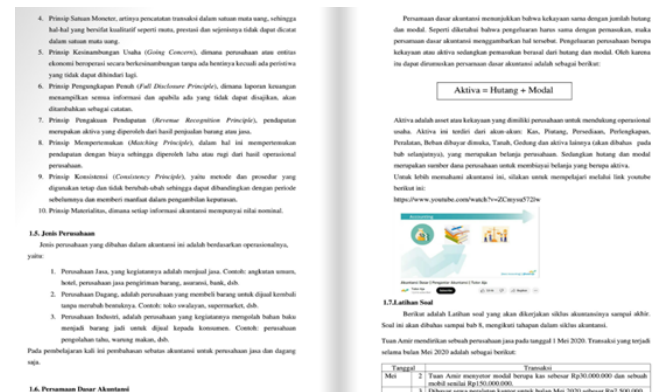 4. Prinsip Satuan Moneter, artinya pencatatan transaksi dalam satuan mata uang, sehingga
hal-hal yang bersifat kualitatif seperti mutu, prestasi dan sejenisnya tidak dapat dicatat
dalam satuan mata uang.
5. Prinsip Kesinambungan Usaha (Going Concern), dimana perusahaan atau entitas
ekonomi beroperasi secara berkesinambungan tanpa ada hentinya kecuali ada peristiwa
yang tidak dapat dihindari lagi.
6. Prinsip Pengungkapan Penuh (Full Disclosure Principle), dimana laporan keuangan
menampilkan semua informasi dan apabila ada yang tidak dapat disajikan, akan
ditambahkan sebagai catatan.
7. Prinsip Pengakuan Pendapatan (Revenue Recognition Principle), pendapatan
merupakan aktiva yang diperoleh dari hasil penjualan barang atau jasa.
8. Prinsip Mempertemukan (Matching Principle), dalam hal ini mempertemukan
pendapatan dengan biaya sehingga diperoleh laba atau rugi dari hasil operasional
perusahaan.
9. Prinsip Konsistensi (Consistency Principle), yaitu metode dan prosedur yang
digunakan tetap dan tidak berubah-ubah sehingga dapat dibandingkan dengan periode
sebelumnya dan memberi manfaat dalam pengambilan keputusan.
10. Prinsip Materialitas, dimana setiap informasi akuntansi mempunyai nilai nominal.
1.5. Jenis Perusahaan
Jenis perusahaan yang dibahas dalam akuntansi ini adalah berdasarkan operasionalnya,
yaitu:
1. Perusahaan Jasa, yang kegiatannya adalah menjual jasa. Contoh: angkutan umum,
hotel, perusahaan jasa pengiriman barang, asuransi, bank, dsb.
2. Perusahaan Dagang, adalah perusahaan yang membeli barang untuk dijual kembali
tanpa merubah bentuknya. Contoh: toko swalayan, supermarket, dsb.
3. Perusahaan Industri, adalah perusahaan yang kegiatannya mengolah bahan baku
menjadi barang jadi untuk dijual kepada konsumen. Contoh: perusahaan
pengolahan tahu, warung makan, dsb.
Pada pembelajaran kali ini pembahasan sebatas akuntansi untuk perusahaan jasa dan dagang
saja.
1.6. Persamaan Dasar Akuntansi
Persamaan dasar akuntansi menunjukkan bahwa kekayaan sama dengan jumlah hutang
dan modal. Seperti diketahui bahwa pengeluaran harus sama dengan pemasukan, maka
persamaan dasar akuntansi menggambarkan hal tersebut. Pengeluaran perusahaan berupa
kekayaan atau aktiva sedangkan pemasukan berasal dari hutang dan modal. Oleh karena
itu dapat dirumuskan persamaan dasar akuntansi adalah sebagai berikut:
Aktiva = Hutang + Modal
Aktiva adalah asset atau kekayaan yang dimiliki perusahaan untuk mendukung operasional
usaha. Aktiva ini terdiri dari akun-akun: Kas, Piutang, Persediaan, Perlengkapan,
Peralatan, Beban dibayar dimuka, Tanah, Gedung dan aktiva lainnya (akan dibahas pada
bab selanjutnya), yang merupakan belanja perusahaan. Sedangkan hutang dan modal
merupakan sumber dana perusahaan untuk membiayai belanja yang berupa aktiva.
Untuk lebih memahami akuntansi ini, silakan untuk mempelajari melalui link youtube
berikut ini:
Accounting
1.7.Latihan Soal
Berikut adalah Latihan soal yang akan dikerjakan siklus akuntansinya sampai akhir.
Soal ini akan dibahas sampai bab 8, mengikuti tahapan dalam siklus akuntansi.
Tuan Amir mendirikan sebuah perusahaan jasa pada tanggal 1 Mei 2020. Transaksi yang terjadi
selama bulan Mei 2020 adalah sebagai berikut:
Tanggal Transaksi
Mei 2 Tuan Amir menyetor modal berupa kas sebesar Rp30.000.000 dan sebuah
mobil senilai Rp150.000.000.
3 Dibayar sewa peralatan kantor untuk bulan Mei 2020 sebesar Rp2.500.000